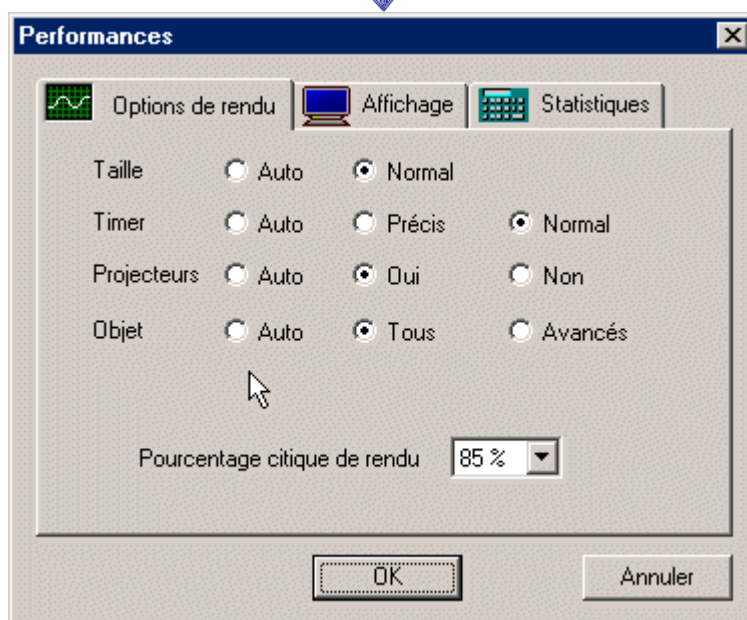 Performances
Options de rendu Affichage Statistiques
Taille Auto Normal
Timer Auto Précis Normal
Projecteurs Auto Oui Non
Objet Auto Tous Avancés
Pourcentage citique de rendu 85 %
OK Annuler